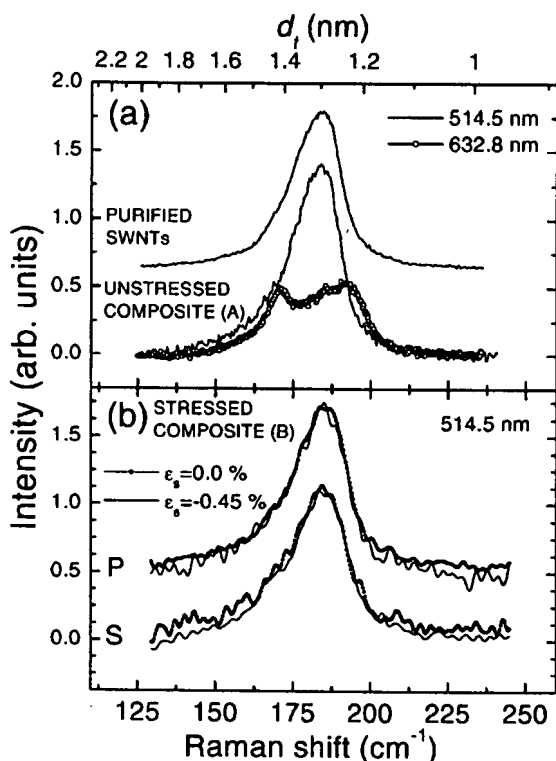 d_t (nm)
2.2 2 1.8 1.6 1.4 1.2 1
2.0
(a)
514.5 nm
632.8 nm
1.5
PURIFIED
SWNTs
1.0
UNSTRESSED
COMPOSITE (A)
0.5
0.0
Intensity (arb. units)
(b) STRESSED
COMPOSITE (B)
514.5 nm
1.5
ε_s=0.0 %
ε_s=-0.45 %
1.0
P
0.5
S
0.0
125 150 175 200 225 250
Raman shift (cm⁻¹)